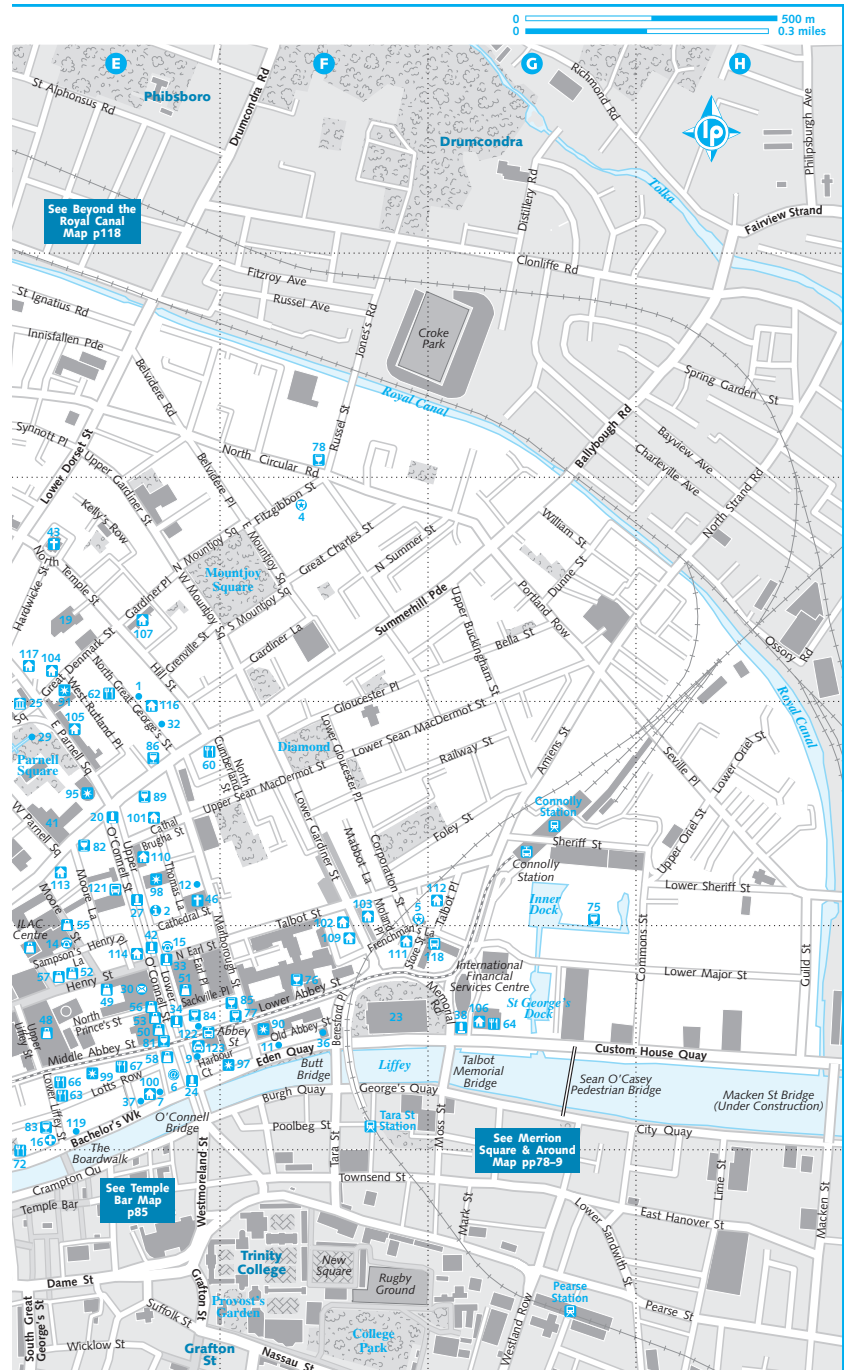 0 500 m
0 0.3 miles
E
F
G
H
St Alphonsus Rd
Phibsboro
Drumcondra Rd
Drumcondra
Richmond Rd
lp
Philipsburgh Ave
Tolka
Distillery Rd
Fairview Strand
See Beyond the
Royal Canal
Map p118
Clonliffe Rd
Fitzroy Ave
Russel Ave
St Ignatius Rd
Innisfallen Pde
Jones's Rd
Croke
Park
Royal Canal
Belvidere Rd
Spring Garden St
Ballybough Rd
Bayview Ave
Charleville Ave
Synnott Pl
Lower Dorset St
Upper Gardiner St
Belvidere Pl
North Circular Rd
78
Russel St
North Strand Rd
Fitzgibbon St
4
Kelly's Row
43
North Temple St
Hardwicke St
N Mountjoy Sq
E Mountjoy Sq
Mountjoy
Square
W Mountjoy Sq
S Mountjoy Sq
Great Charles St
N Summer St
William St
Dunne St
Portland Row
Summerhill Pde
Upper Buckingham St
Bella St
Ossory Rd
19
Gardiner Pl
107
Grenville St
Gardiner La
Hill St
117
104
Great Denmark St
91
West Rutland Pl
62
North Great George's St
1
116
32
25
Sq
105
E Parnell Sq
29
Parnell
Square
86
60
North
Cumberland St
Diamond
Gloucester Pl
Lower Gloucester Pl
Lower Sean MacDermot St
Railway St
Amiens St
Royal Canal
Seville Pl
Lower Oriel St
Upper Oriel St
95
89
Upper Sean MacDermot St
W Parnell Sq
41
20
101
Cathal
Brugha St
82
Upper
O'Connell St
110
Lower Gardiner St
Mabbot La
Corporation St
Foley St
Connolly
Station
Connolly
Station
Sheriff St
Lower Sheriff St
113
Moore La
121
98
Thomas La
12
46
27
2
Cathedral St
Marlborough St
Talbot St
102
103
Moland Pl
109
Frenchman's La
111
5
112
Talbot Pl
Store St
118
Inner
Dock
75
Commons St
Guild St
Moore St
ILAC
Centre
55
14
Sampson's
La
Henry Pl
42
15
114
N Earl St
33
57
52
Henry St
49
30
O'Connell St
Lower
51
Earl Pl
Sackville Pl
76
Lower Abbey St
International
Financial
Services Centre
Lower Major St
Memorial
Rd
106
38
64
St George's
Dock
48
North
Prince's St
56
53
50
34
84
85
77
122
123
Abbey
St
90
Old Abbey St
11
36
Beresford Pl
23
Upper
Liffey St
Middle Abbey St
81
58
9
Harbour
Ct
97
Eden Quay
Butt
Bridge
Liffey
Talbot
Memorial
Bridge
Custom House Quay
Sean O'Casey
Pedestrian Bridge
Macken St Bridge
(Under Construction)
67
99
Lotts Row
66
63
100
37
7
6
24
Lower Liffey St
83
119
16
Bachelor's Wk
O'Connell
Bridge
Burgh Quay
George's Quay
Tara St
Station
Moss St
City Quay
72
The
Boardwalk
Crampton Qu
Temple Bar
Poolbeg St
Tara St
Townsend St
See Merrion
Square & Around
Map pp78–9
Lime St
Macken St
See Temple
Bar Map
p85
Westmoreland St
Mark St
Lower Sandwith St
East Hanover St
Dame St
Trinity
College
New
Square
Rugby
Ground
Provost's
Garden
College
Park
Grafton St
South Great
George's St
Suffolk St
Wicklow St
Grafton
St
Nassau St
Westland Row
Pearse
Station
Pearse St